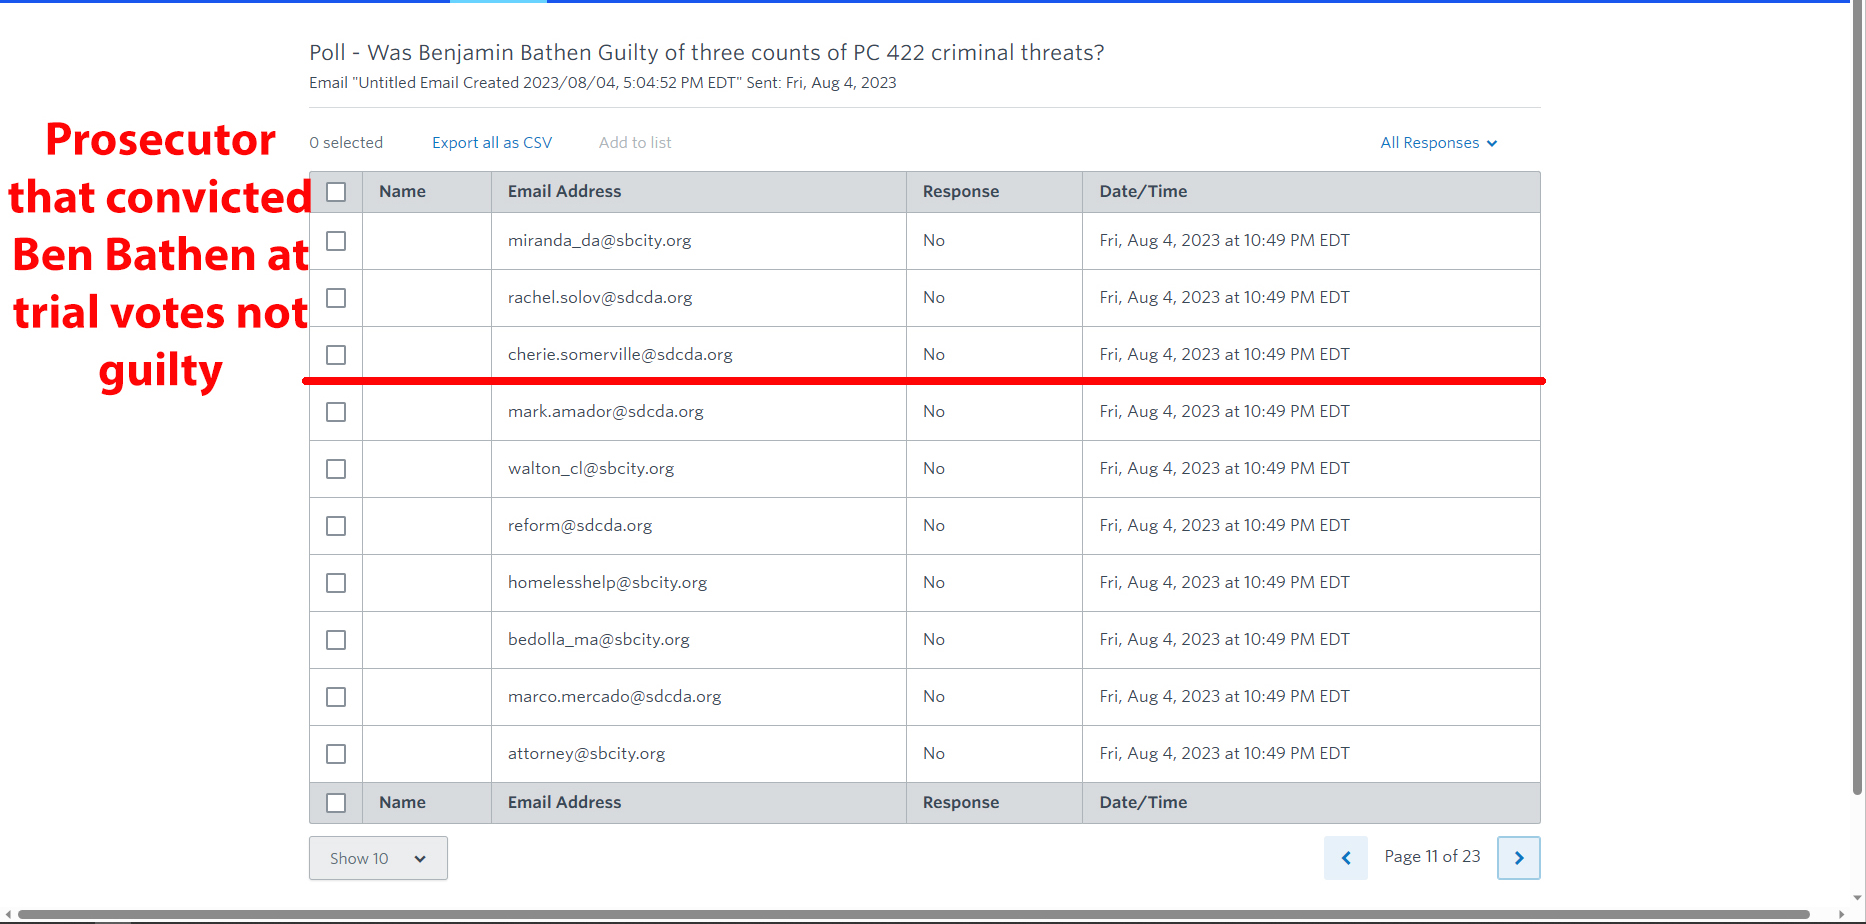 Poll - Was Benjamin Bathen Guilty of three counts of PC 422 criminal threats?
Email "Untitled Email Created 2023/08/04, 5:04:52 PM EDT" Sent: Fri, Aug 4, 2023
Prosecutor
that convicted
Ben Bathen at
trial votes not
guilty
0 selected Export all as CSV Add to list All Responses
Name Email Address Response Date/Time
miranda_da@sbcity.org No Fri, Aug 4, 2023 at 10:49 PM EDT
rachel.solov@sdcda.org No Fri, Aug 4, 2023 at 10:49 PM EDT
cherie.somerville@sdcda.org No Fri, Aug 4, 2023 at 10:49 PM EDT
mark.amador@sdcda.org No Fri, Aug 4, 2023 at 10:49 PM EDT
walton_cl@sbcity.org No Fri, Aug 4, 2023 at 10:49 PM EDT
reform@sdcda.org No Fri, Aug 4, 2023 at 10:49 PM EDT
homelesshelp@sbcity.org No Fri, Aug 4, 2023 at 10:49 PM EDT
bedolla_ma@sbcity.org No Fri, Aug 4, 2023 at 10:49 PM EDT
marco.mercado@sdcda.org No Fri, Aug 4, 2023 at 10:49 PM EDT
attorney@sbcity.org No Fri, Aug 4, 2023 at 10:49 PM EDT
Name Email Address Response Date/Time
Show 10 Page 11 of 23